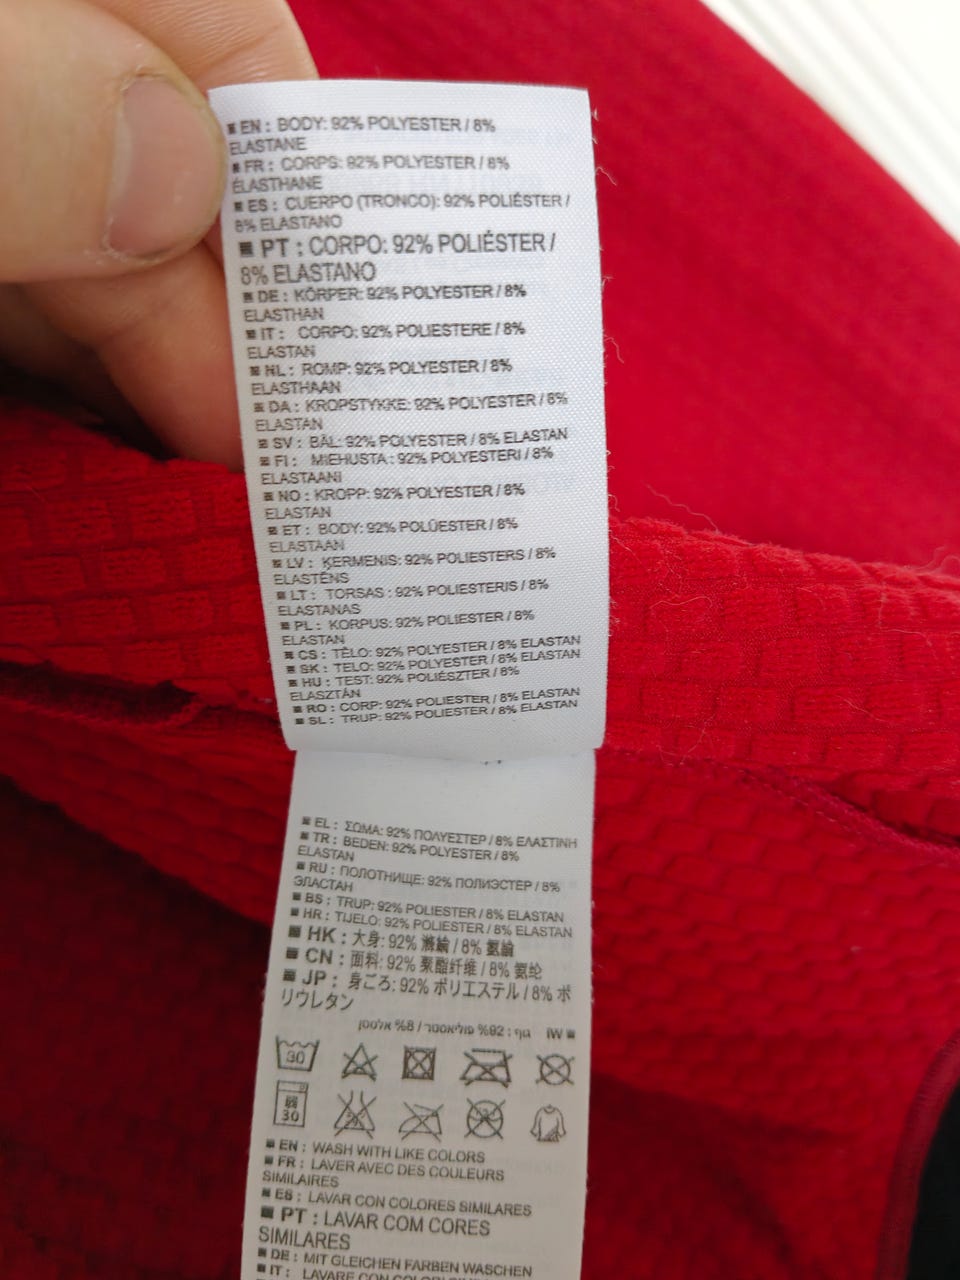 ■ EN : BODY: 92% POLYESTER / 8%
ELASTANE
■ FR : CORPS: 92% POLYESTER / 8%
ÉLASTHANE
■ ES : CUERPO (TRONCO): 92% POLIÉSTER /
8% ELASTANO
■ PT : CORPO: 92% POLIÉSTER /
8% ELASTANO
■ DE : KÖRPER: 92% POLYESTER / 8%
ELASTHAN
■ IT : CORPO: 92% POLIESTERE / 8%
ELASTAN
■ NL : ROMP: 92% POLYESTER / 8%
ELASTHAAN
■ DA : KROPSTYKKE: 92% POLYESTER / 8%
ELASTAN
■ SV : BÅL: 92% POLYESTER / 8% ELASTAN
■ FI : MIEHUSTA : 92% POLYESTERI / 8%
ELASTAANI
■ NO : KROPP: 92% POLYESTER / 8%
ELASTAN
■ ET : BODY: 92% POLÜESTER / 8%
ELASTAAN
■ LV : ĶERMENIS: 92% POLIESTERS / 8%
ELASTĒNS
■ LT : TORSAS : 92% POLIESTERIS / 8%
ELASTANAS
■ PL : KORPUS: 92% POLYESTER / 8%
ELASTAN
■ CS : TĚLO: 92% POLYESTER / 8% ELASTAN
■ SK : TELO: 92% POLYESTER / 8% ELASTAN
■ HU : TEST: 92% POLIÉSZTER / 8%
ELASZTÁN
■ RO : CORP: 92% POLYESTER / 8% ELASTAN
■ SL : TRUP: 92% POLYESTER / 8% ELASTAN
■ EL : ΣΩΜΑ: 92% ΠΟΛΥΕΣΤΕΡ / 8% ΕΛΑΣΤΙΝΗ
■ TR : BEDEN: 92% POLYESTER / 8%
ELASTAN
■ RU : ПОЛОТНИЩЕ: 92% ПОЛИЭСТЕР / 8%
ЭЛАСТАН
■ BS : TRUP: 92% POLIESTER / 8% ELASTAN
■ HR : TIJELO: 92% POLIESTER / 8% ELASTAN
■ HK : 大身: 92% 滌綸 / 8% 氨綸
■ CN : 面料: 92% 聚酯纤维 / 8% 氨纶
■ JP : 身ごろ: 92% ポリエステル / 8% ポ
リウレタン
■ IW גוף : 92% פוליאסטר / 8% אלסטן
30
30
■ EN : WASH WITH LIKE COLORS
■ FR : LAVER AVEC DES COULEURS
SIMILAIRES
■ ES : LAVAR CON COLORES SIMILARES
■ PT : LAVAR COM CORES
SIMILARES
■ DE : MIT GLEICHEN FARBEN WASCHEN
■ IT : LAVARE CON COLORI